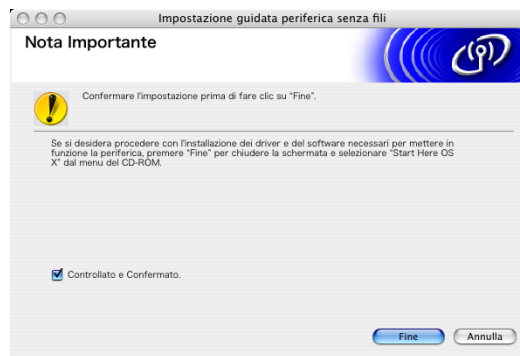 Impostazione guidata periferica senza fili
Nota Importante
Confermare l'impostazione prima di fare clic su "Fine".
Se si desidera procedere con l'installazione dei driver e del software necessari per mettere in
funzione la periferica, premere "Fine" per chiudere la schermata e selezionare "Start Here OS
X" dal menu del CD-ROM.
Controllato e Confermato.
Fine
Annulla